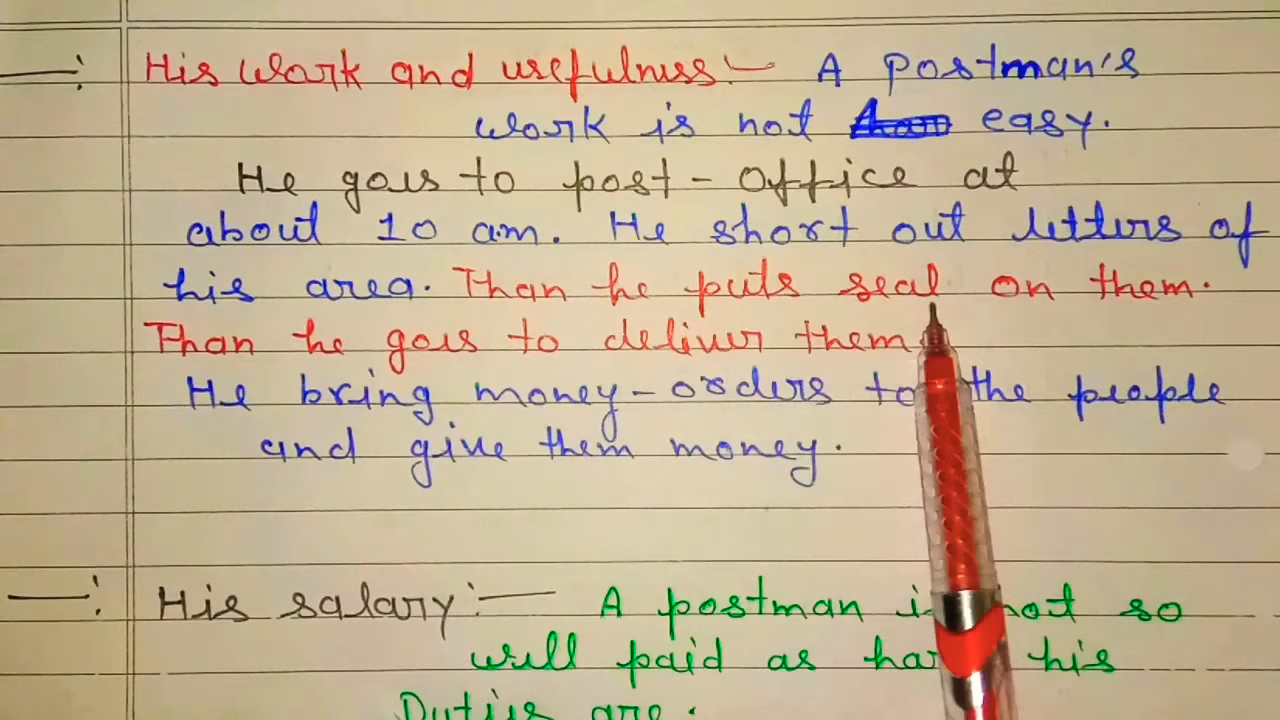 —: His work and usefulness :— A Postman's
work is not easy.
He goes to post-office at
about 10 am. He short out letters of
his area. Than he puts seal on them.
Than he goes to deliver them
He bring money-orders to the people
and give them money.
—: His salary :— A postman is not so
will paid as his
Duties are.